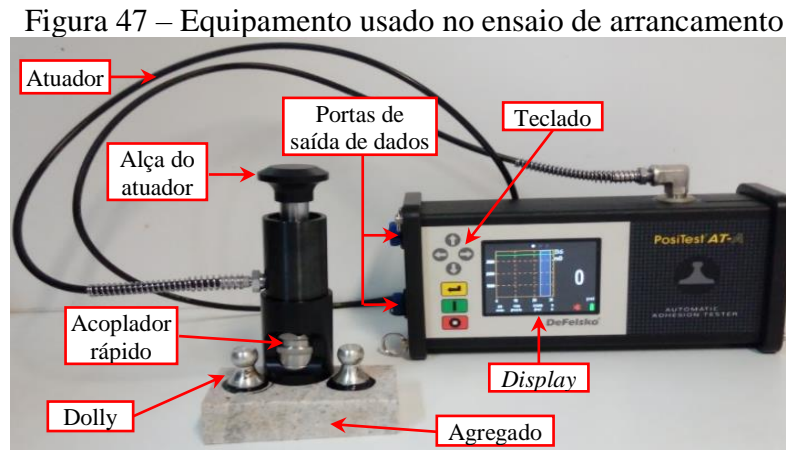 Figura 47 – Equipamento usado no ensaio de arrancamento
Atuador
Portas de
saída de dados
Teclado
Alça do
atuador
PosiTest AT-A
0
DeFelsko
AUTOMATIC
ADHESION TESTER
Acoplador
rápido
Display
Dolly
Agregado